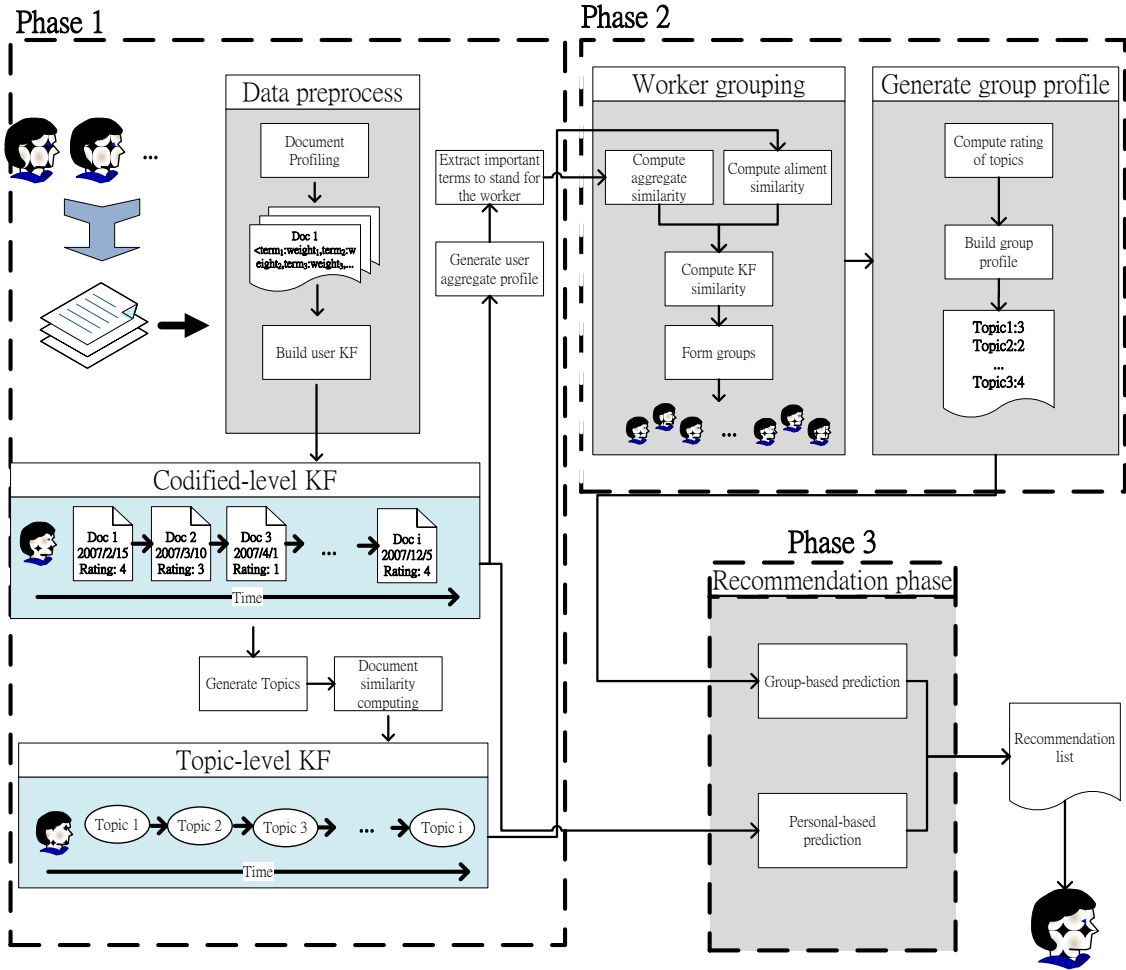 Phase 1
Data preprocess
Document
Profiling
...
Doc 1
<term1:weight1,term2:w
eight2,term3:weight3,...
Build user KF
Extract important
terms to stand for
the worker
Generate user
aggregate profile
Codified-level KF
Doc 1
2007/2/15
Rating: 4
Doc 2
2007/3/10
Rating: 3
Doc 3
2007/4/1
Rating: 1
...
Doc i
2007/12/5
Rating: 4
Time
Generate Topics
Document
similarity
computing
Topic-level KF
Topic 1
Topic 2
Topic 3
...
Topic i
Time
Phase 2
Worker grouping
Compute
aggregate
similarity
Compute aliment
similarity
Compute KF
similarity
Form groups
...
Generate group profile
Compute rating
of topics
Build group
profile
Topic1:3
Topic2:2
...
Topic3:4
Phase 3
Recommendation phase
Group-based prediction
Personal-based
prediction
Recommendation
list